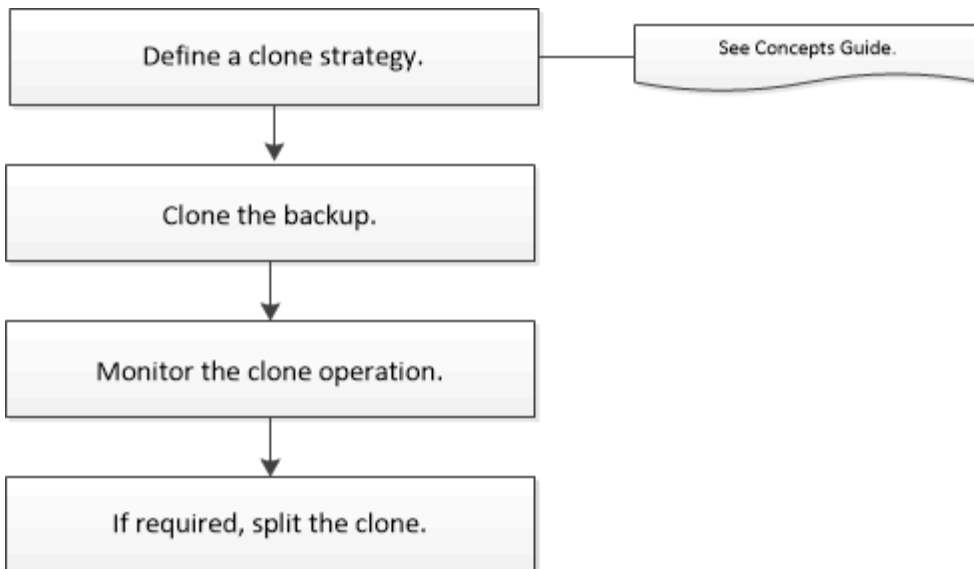 Define a clone strategy.
See Concepts Guide.
Clone the backup.
Monitor the clone operation.
If required, split the clone.